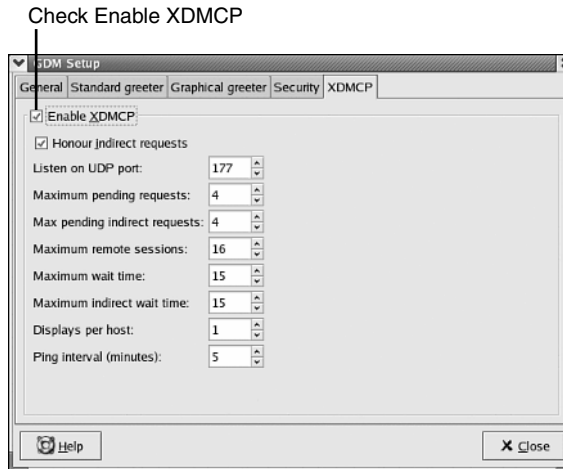 Check Enable XDMCP
GDM Setup
General Standard greeter Graphical greeter Security XDMCP
Enable XDMCP
Honour Indirect requests
Listen on UDP port: 177
Maximum pending requests: 4
Max pending indirect requests: 4
Maximum remote sessions: 16
Maximum wait time: 15
Maximum indirect wait time: 15
Displays per host: 1
Ping interval (minutes): 5
Help Close